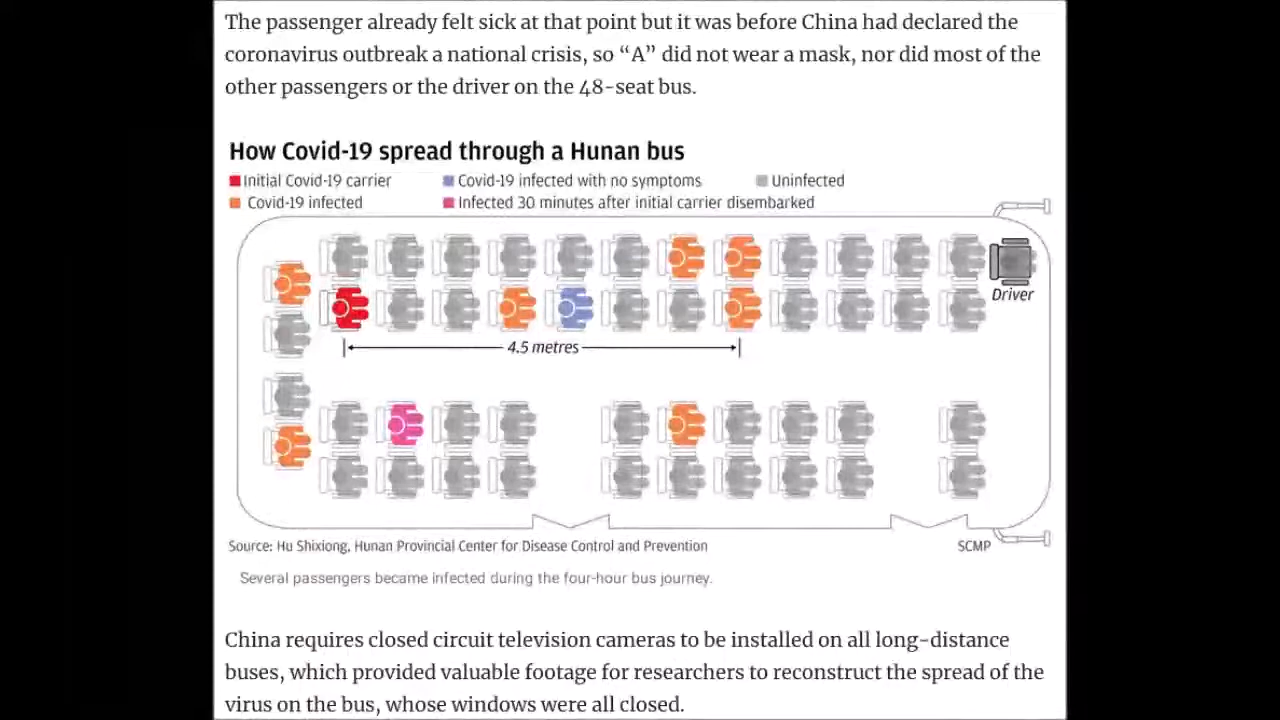 The passenger already felt sick at that point but it was before China had declared the
coronavirus outbreak a national crisis, so “A” did not wear a mask, nor did most of the
other passengers or the driver on the 48-seat bus.
How Covid-19 spread through a Hunan bus
Initial Covid-19 carrier
Covid-19 infected with no symptoms
Uninfected
Covid-19 infected
Infected 30 minutes after initial carrier disembarked
Driver
4.5 metres
Source: Hu Shixiong, Hunan Provincial Center for Disease Control and Prevention
SCMP
Several passengers became infected during the four-hour bus journey.
China requires closed circuit television cameras to be installed on all long-distance
buses, which provided valuable footage for researchers to reconstruct the spread of the
virus on the bus, whose windows were all closed.